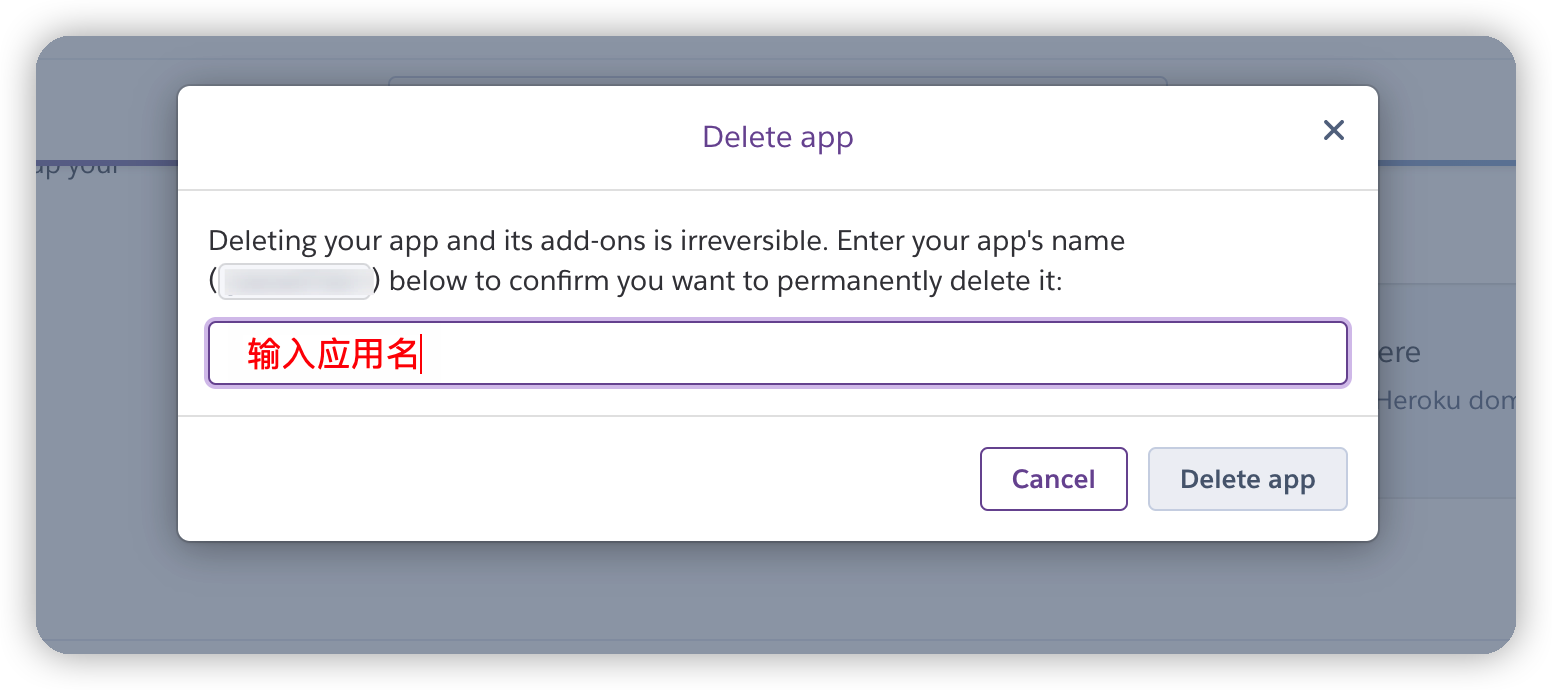 Delete app
up your
Deleting your app and its add-ons is irreversible. Enter your app's name
() below to confirm you want to permanently delete it:
输入应用名
ere
Heroku dom
Cancel
Delete app